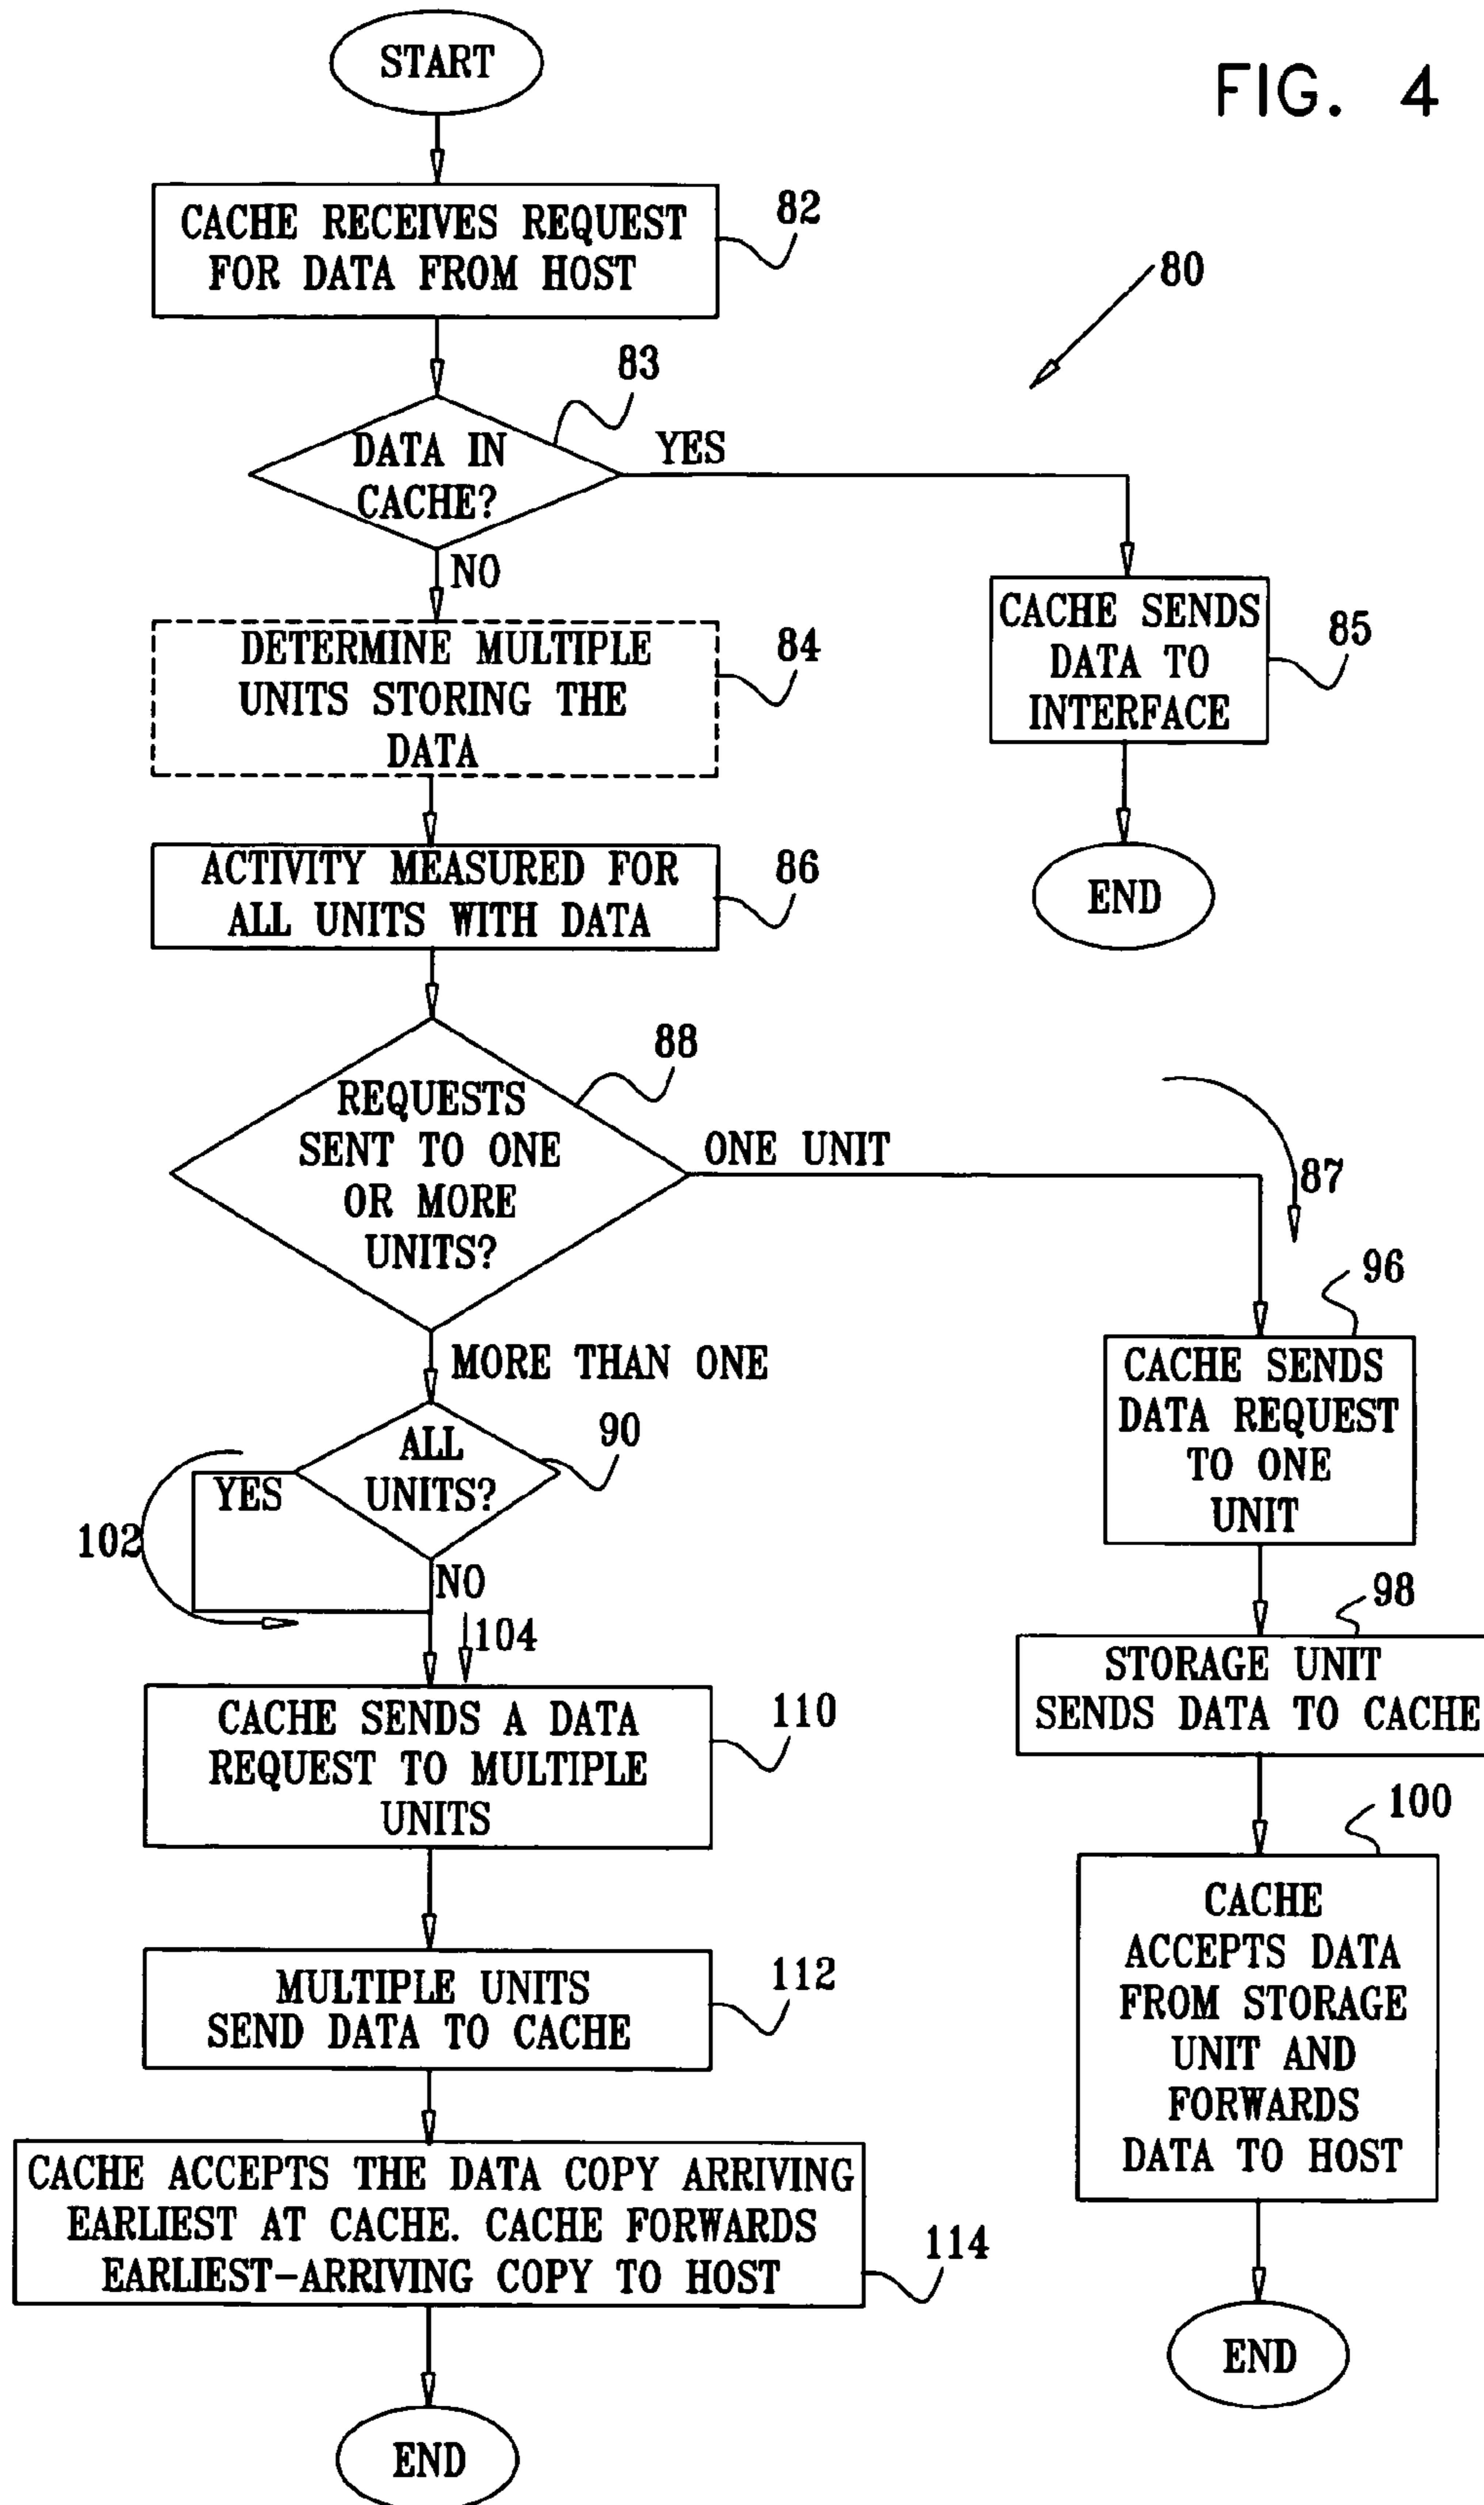 START
FIG. 4
CACHE RECEIVES REQUEST
FOR DATA FROM HOST
82
80
83
DATA IN
CACHE?
YES
NO
DETERMINE MULTIPLE
UNITS STORING THE
DATA
84
CACHE SENDS
DATA TO
INTERFACE
85
ACTIVITY MEASURED FOR
ALL UNITS WITH DATA
86
END
88
REQUESTS
SENT TO ONE
OR MORE
UNITS?
ONE UNIT
87
MORE THAN ONE
96
CACHE SENDS
DATA REQUEST
TO ONE
UNIT
ALL
UNITS?
90
YES
102
NO
104
98
STORAGE UNIT
SENDS DATA TO CACHE
CACHE SENDS A DATA
REQUEST TO MULTIPLE
UNITS
110
100
CACHE
ACCEPTS DATA
FROM STORAGE
UNIT AND
FORWARDS
DATA TO HOST
MULTIPLE UNITS
SEND DATA TO CACHE
112
CACHE ACCEPTS THE DATA COPY ARRIVING
EARLIEST AT CACHE. CACHE FORWARDS
EARLIEST-ARRIVING COPY TO HOST
114
END
END